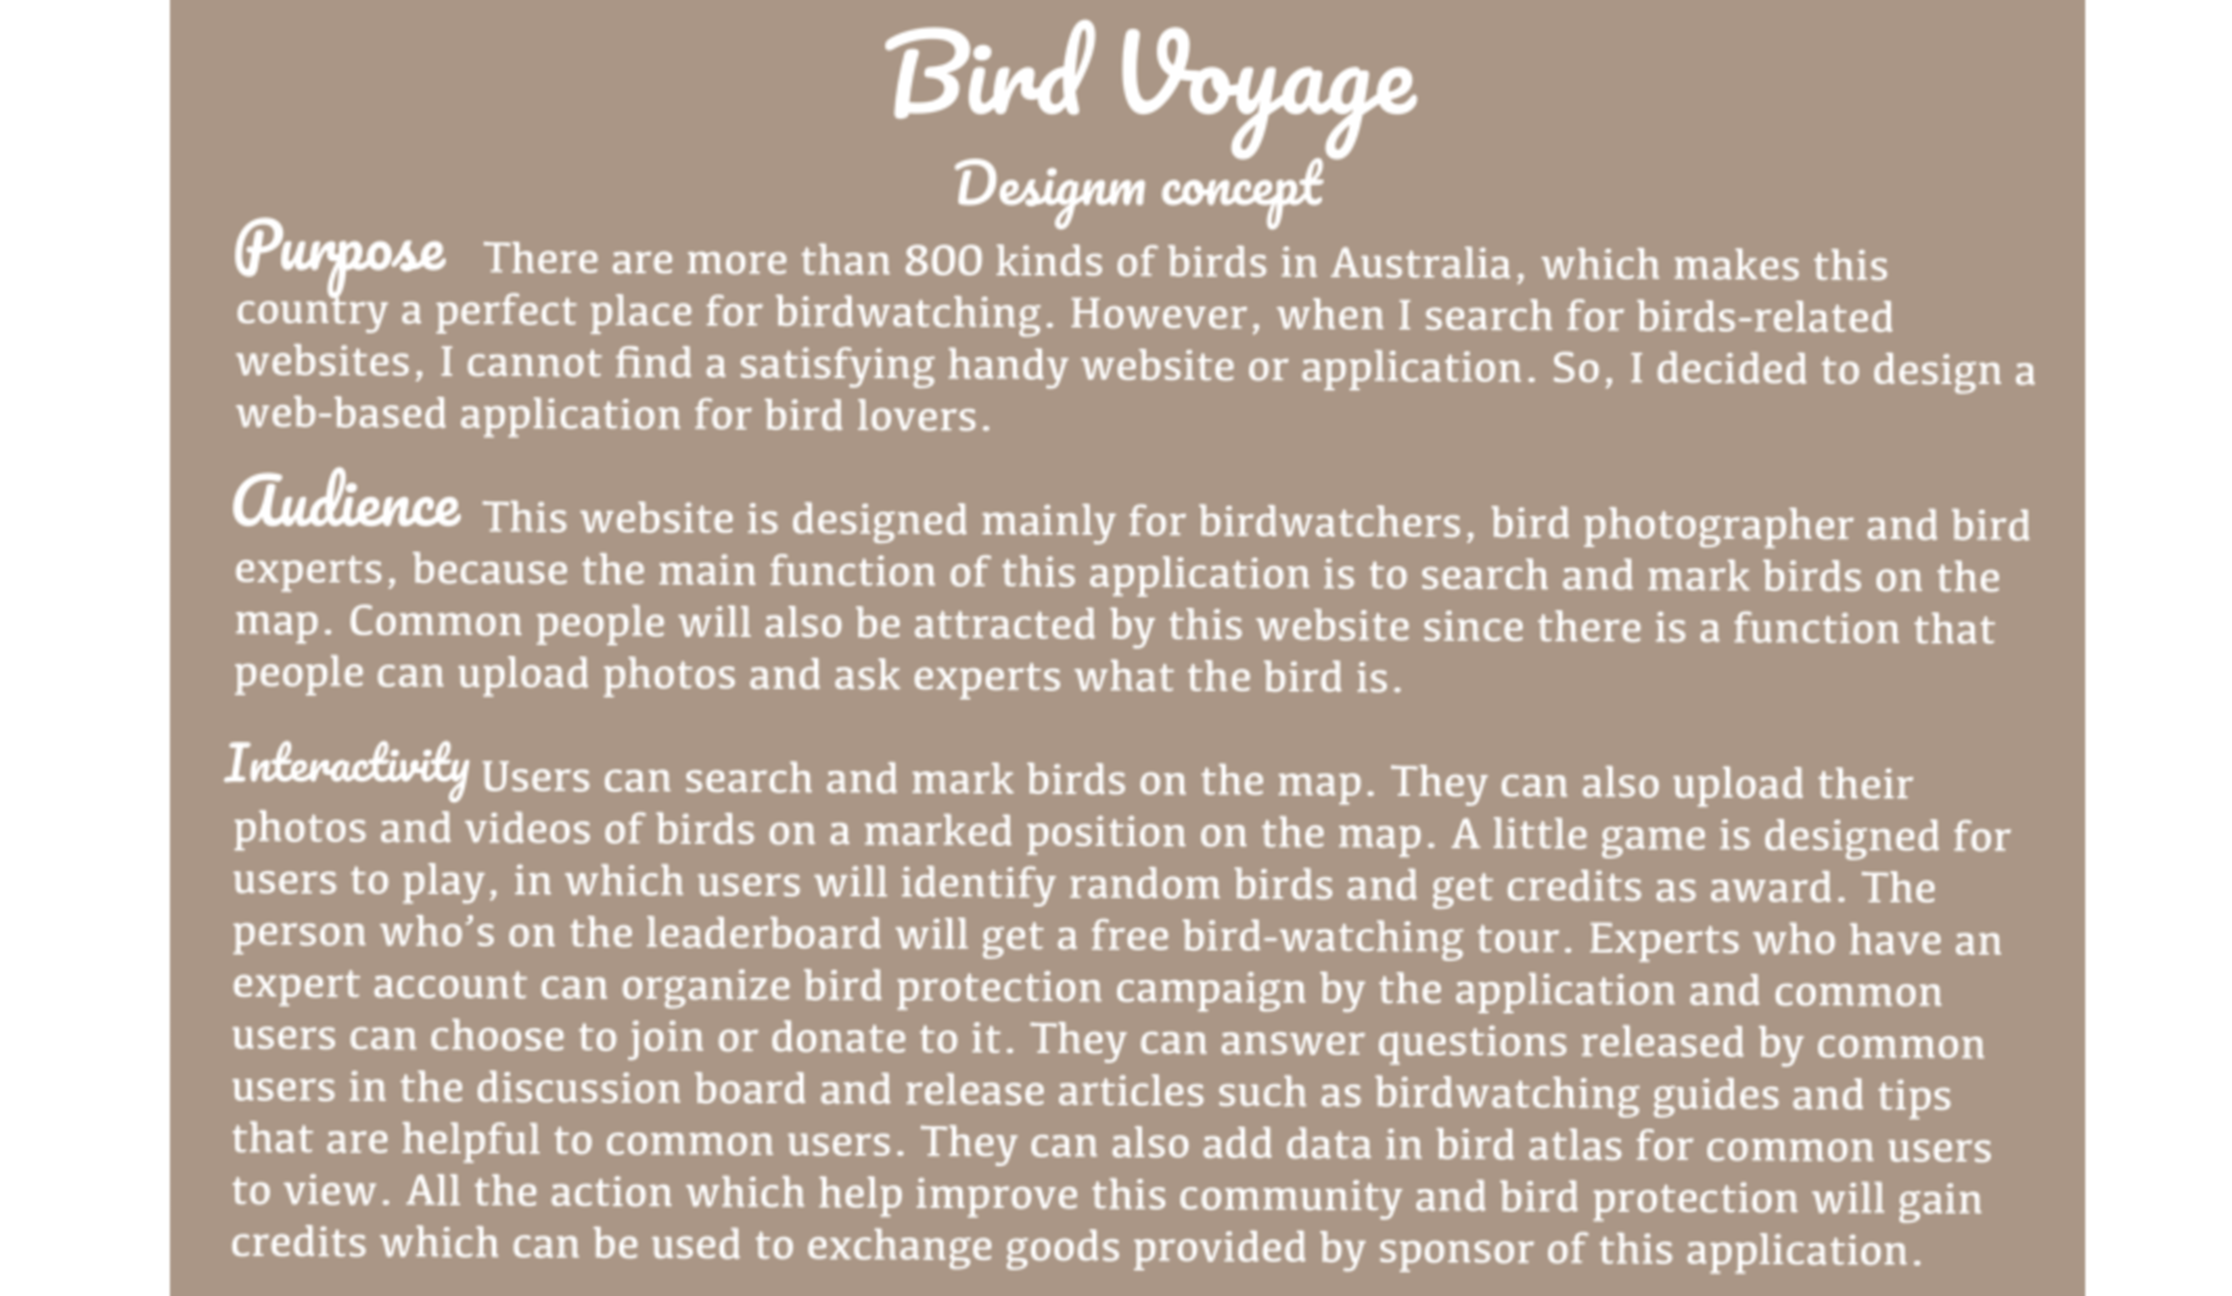 Bird Voyage
Designm concept
Purpose There are more than 800 kinds of birds in Australia, which makes this
country a perfect place for birdwatching. However, when I search for birds-related
websites, I cannot find a satisfying handy website or application. So, I decided to design a
web-based application for bird lovers.
Audience This website is designed mainly for birdwatchers, bird photographer and bird
experts, because the main function of this application is to search and mark birds on the
map. Common people will also be attracted by this website since there is a function that
people can upload photos and ask experts what the bird is.
Interactivity Users can search and mark birds on the map. They can also upload their
photos and videos of birds on a marked position on the map. A little game is designed for
users to play, in which users will identify random birds and get credits as award. The
person who’s on the leaderboard will get a free bird-watching tour. Experts who have an
expert account can organize bird protection campaign by the application and common
users can choose to join or donate to it. They can answer questions released by common
users in the discussion board and release articles such as birdwatching guides and tips
that are helpful to common users. They can also add data in bird atlas for common users
to view. All the action which help improve this community and bird protection will gain
credits which can be used to exchange goods provided by sponsor of this application.